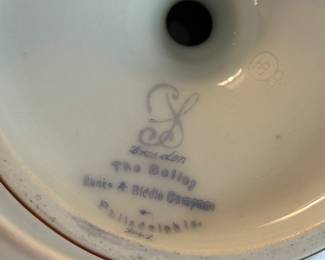 Dresden
The Bailey
Banks & Biddle Company
Philadelphia